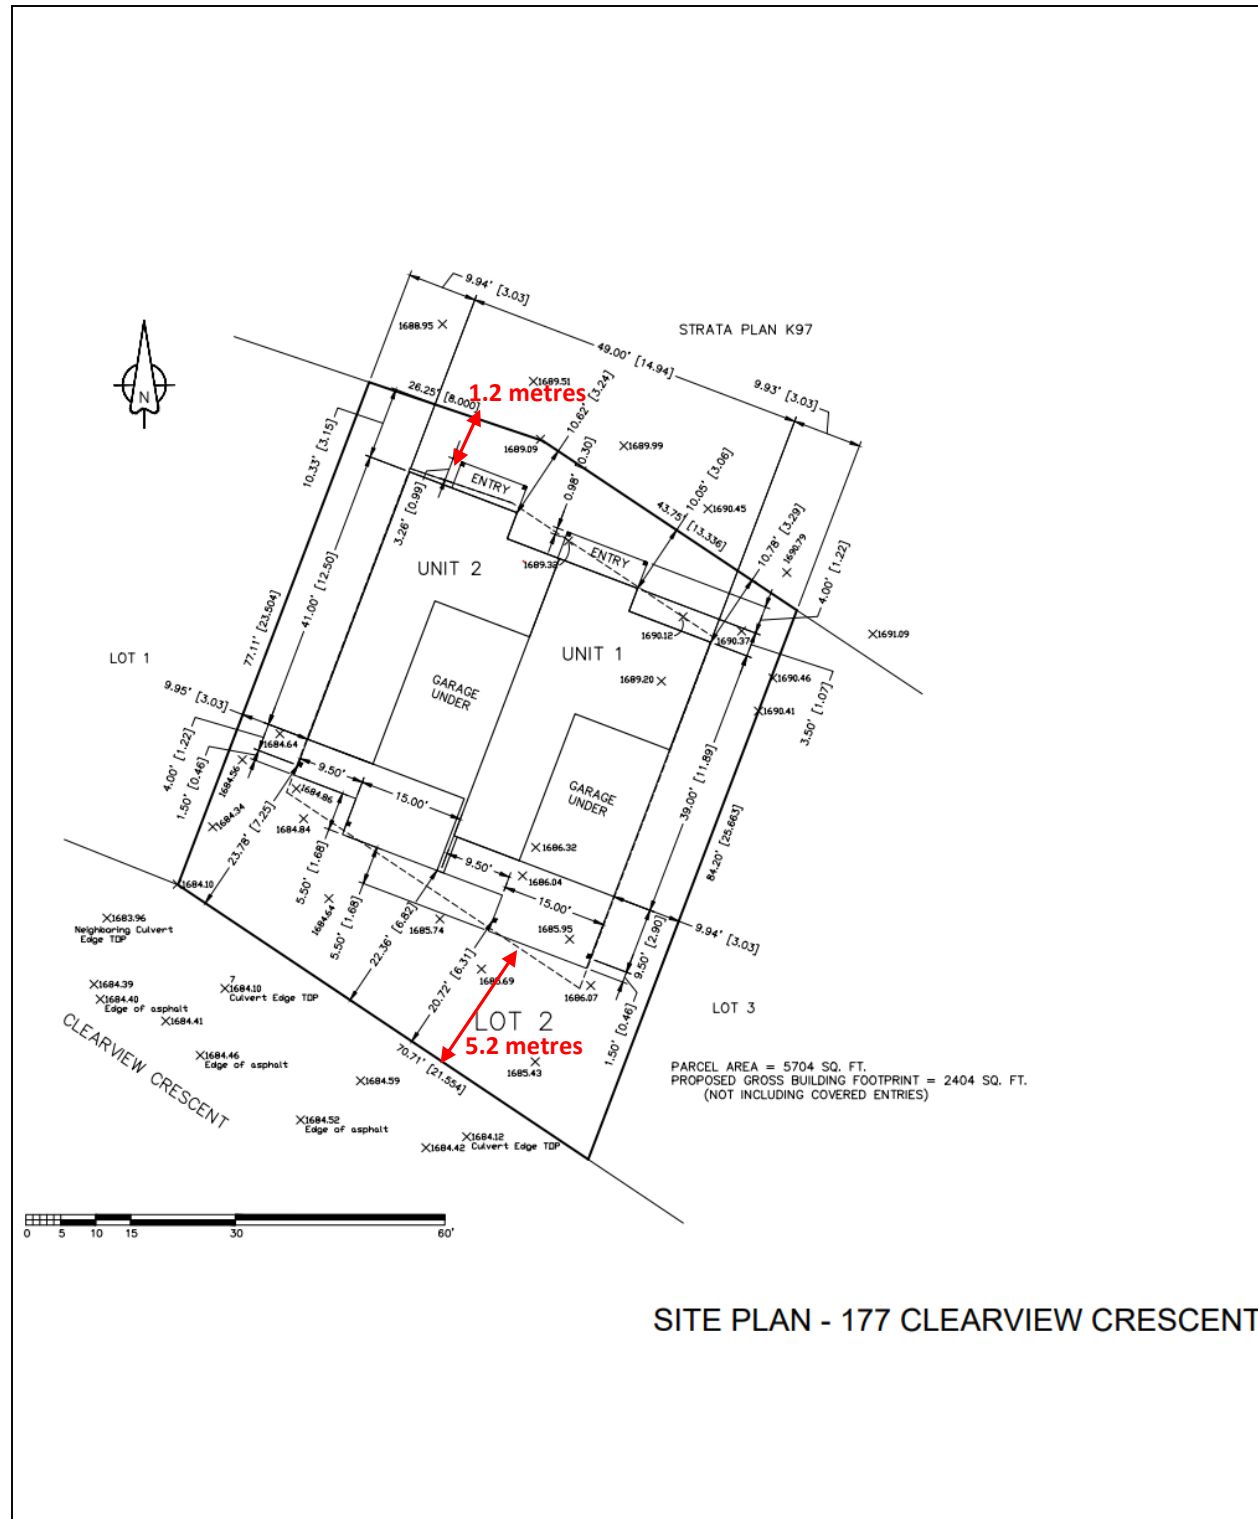 9.94' [3.03]
1688.95
STRATA PLAN K97
49.00' [14.94]
9.93' [3.03]
N
26.25' [8.000]
1689.51
1.2 metres
10.62' [3.24]
1689.09
1689.99
10.33' [3.15]
0.98' [0.30]
10.05' [3.06]
ENTRY
3.26' [0.99]
43.75' [13.336]
1690.45
10.78' [3.29]
1690.79
4.00' [1.22]
UNIT 2
1689.32
ENTRY
41.00' [12.50]
77.11' [23.504]
1690.12
1690.37
1691.09
LOT 1
UNIT 1
1690.46
1689.20
GARAGE
UNDER
9.95' [3.03]
1690.41
3.50' [1.07]
4.00' [1.22]
1684.64
1.50' [0.46]
1684.56
9.50'
1684.86
15.00'
GARAGE
UNDER
39.00' [11.89]
1684.34
23.78' [7.25]
1684.84
5.50' [1.68]
1686.32
84.20' [25.663]
9.50'
1686.04
1684.10
5.50' [1.68]
1684.64
15.00'
1683.96
Neighboring Culvert
Edge TOP
22.36' [6.82]
1685.74
1685.95
9.50' [2.90]
9.94' [3.03]
20.72' [6.31]
1685.69
1686.07
7
1684.39
1684.10
Culvert Edge TOP
1684.40
Edge of asphalt
1684.41
LOT 2
LOT 3
1.50' [0.46]
5.2 metres
CLEARVIEW CRESCENT
1684.46
Edge of asphalt
70.71' [21.554]
1685.43
PARCEL AREA = 5704 SQ. FT.
PROPOSED GROSS BUILDING FOOTPRINT = 2404 SQ. FT.
(NOT INCLUDING COVERED ENTRIES)
1684.59
1684.52
Edge of asphalt
1684.12
1684.42
Culvert Edge TOP
0 5 10 15 30 60'
SITE PLAN - 177 CLEARVIEW CRESCENT